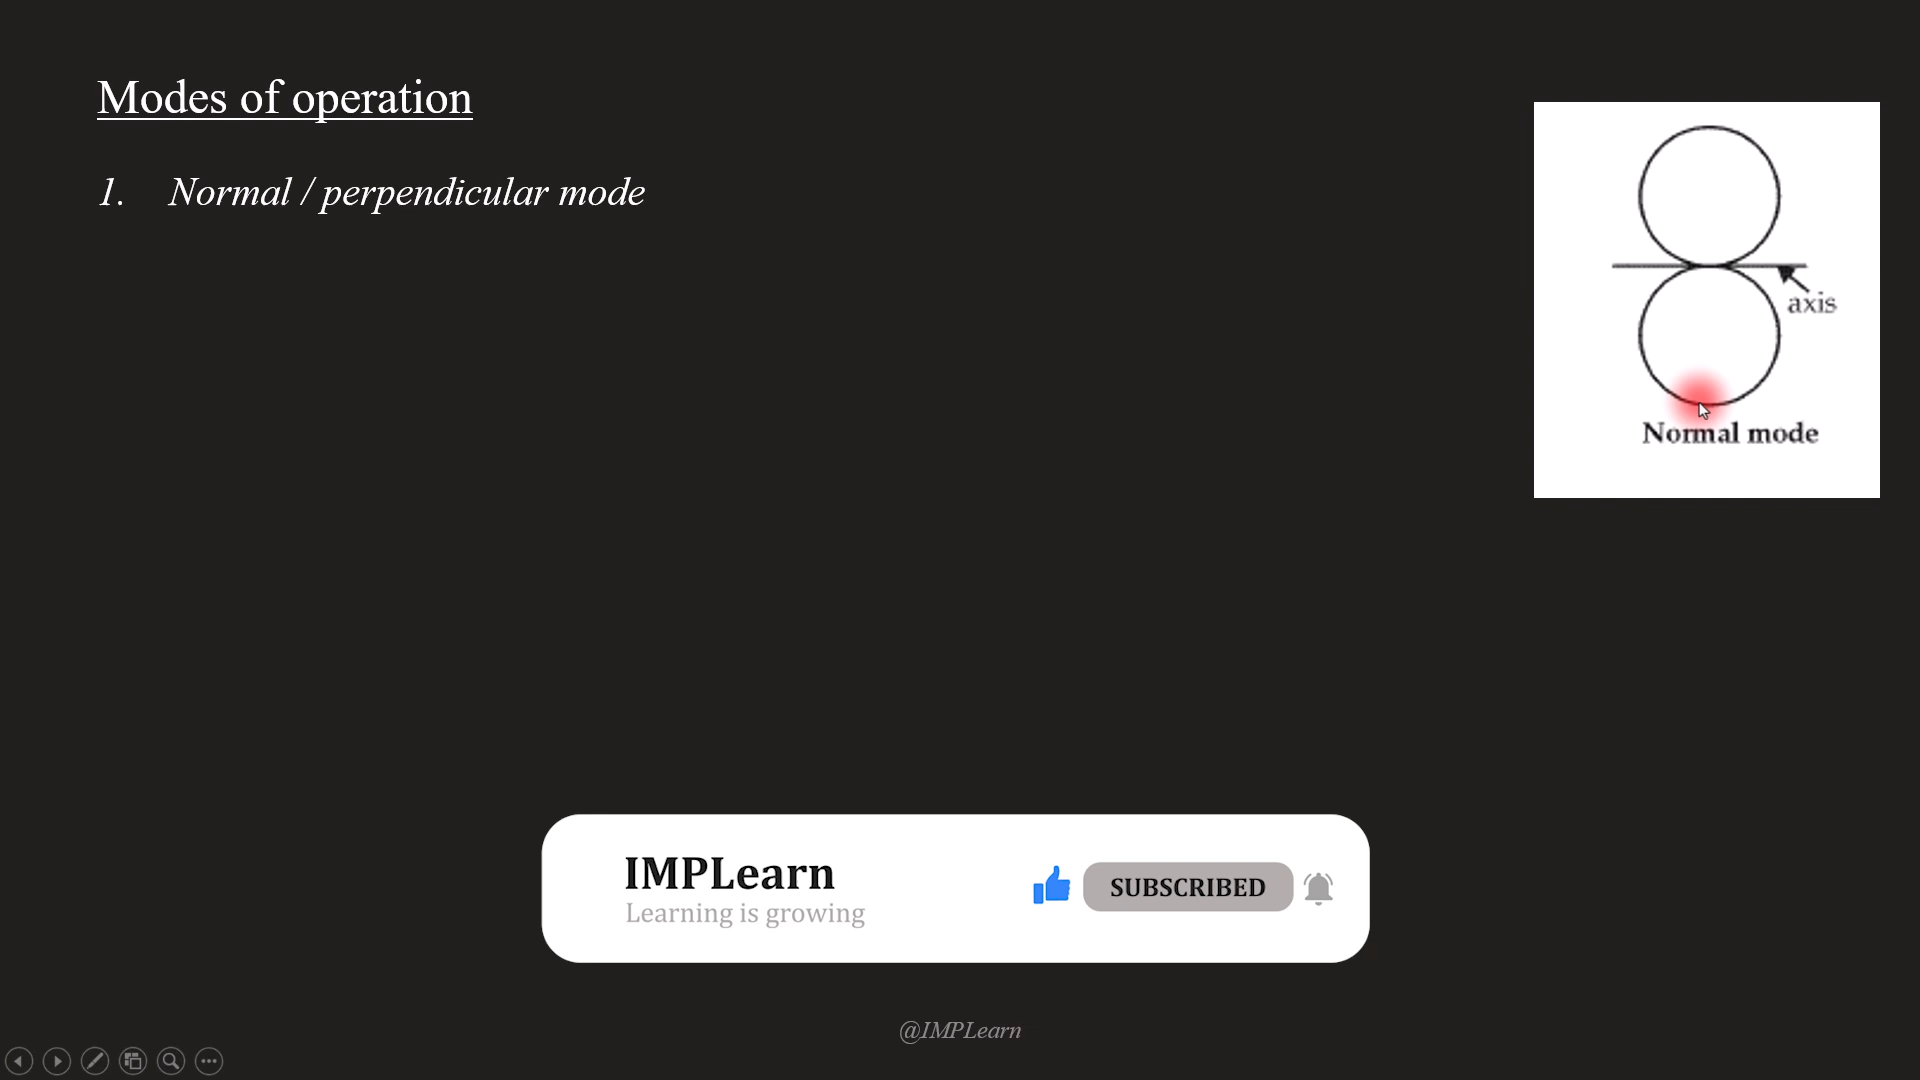 Modes of operation
1. Normal / perpendicular mode
axis
Normal mode
IMPLearn
Learning is growing
SUBSCRIBED
@IMPLearn